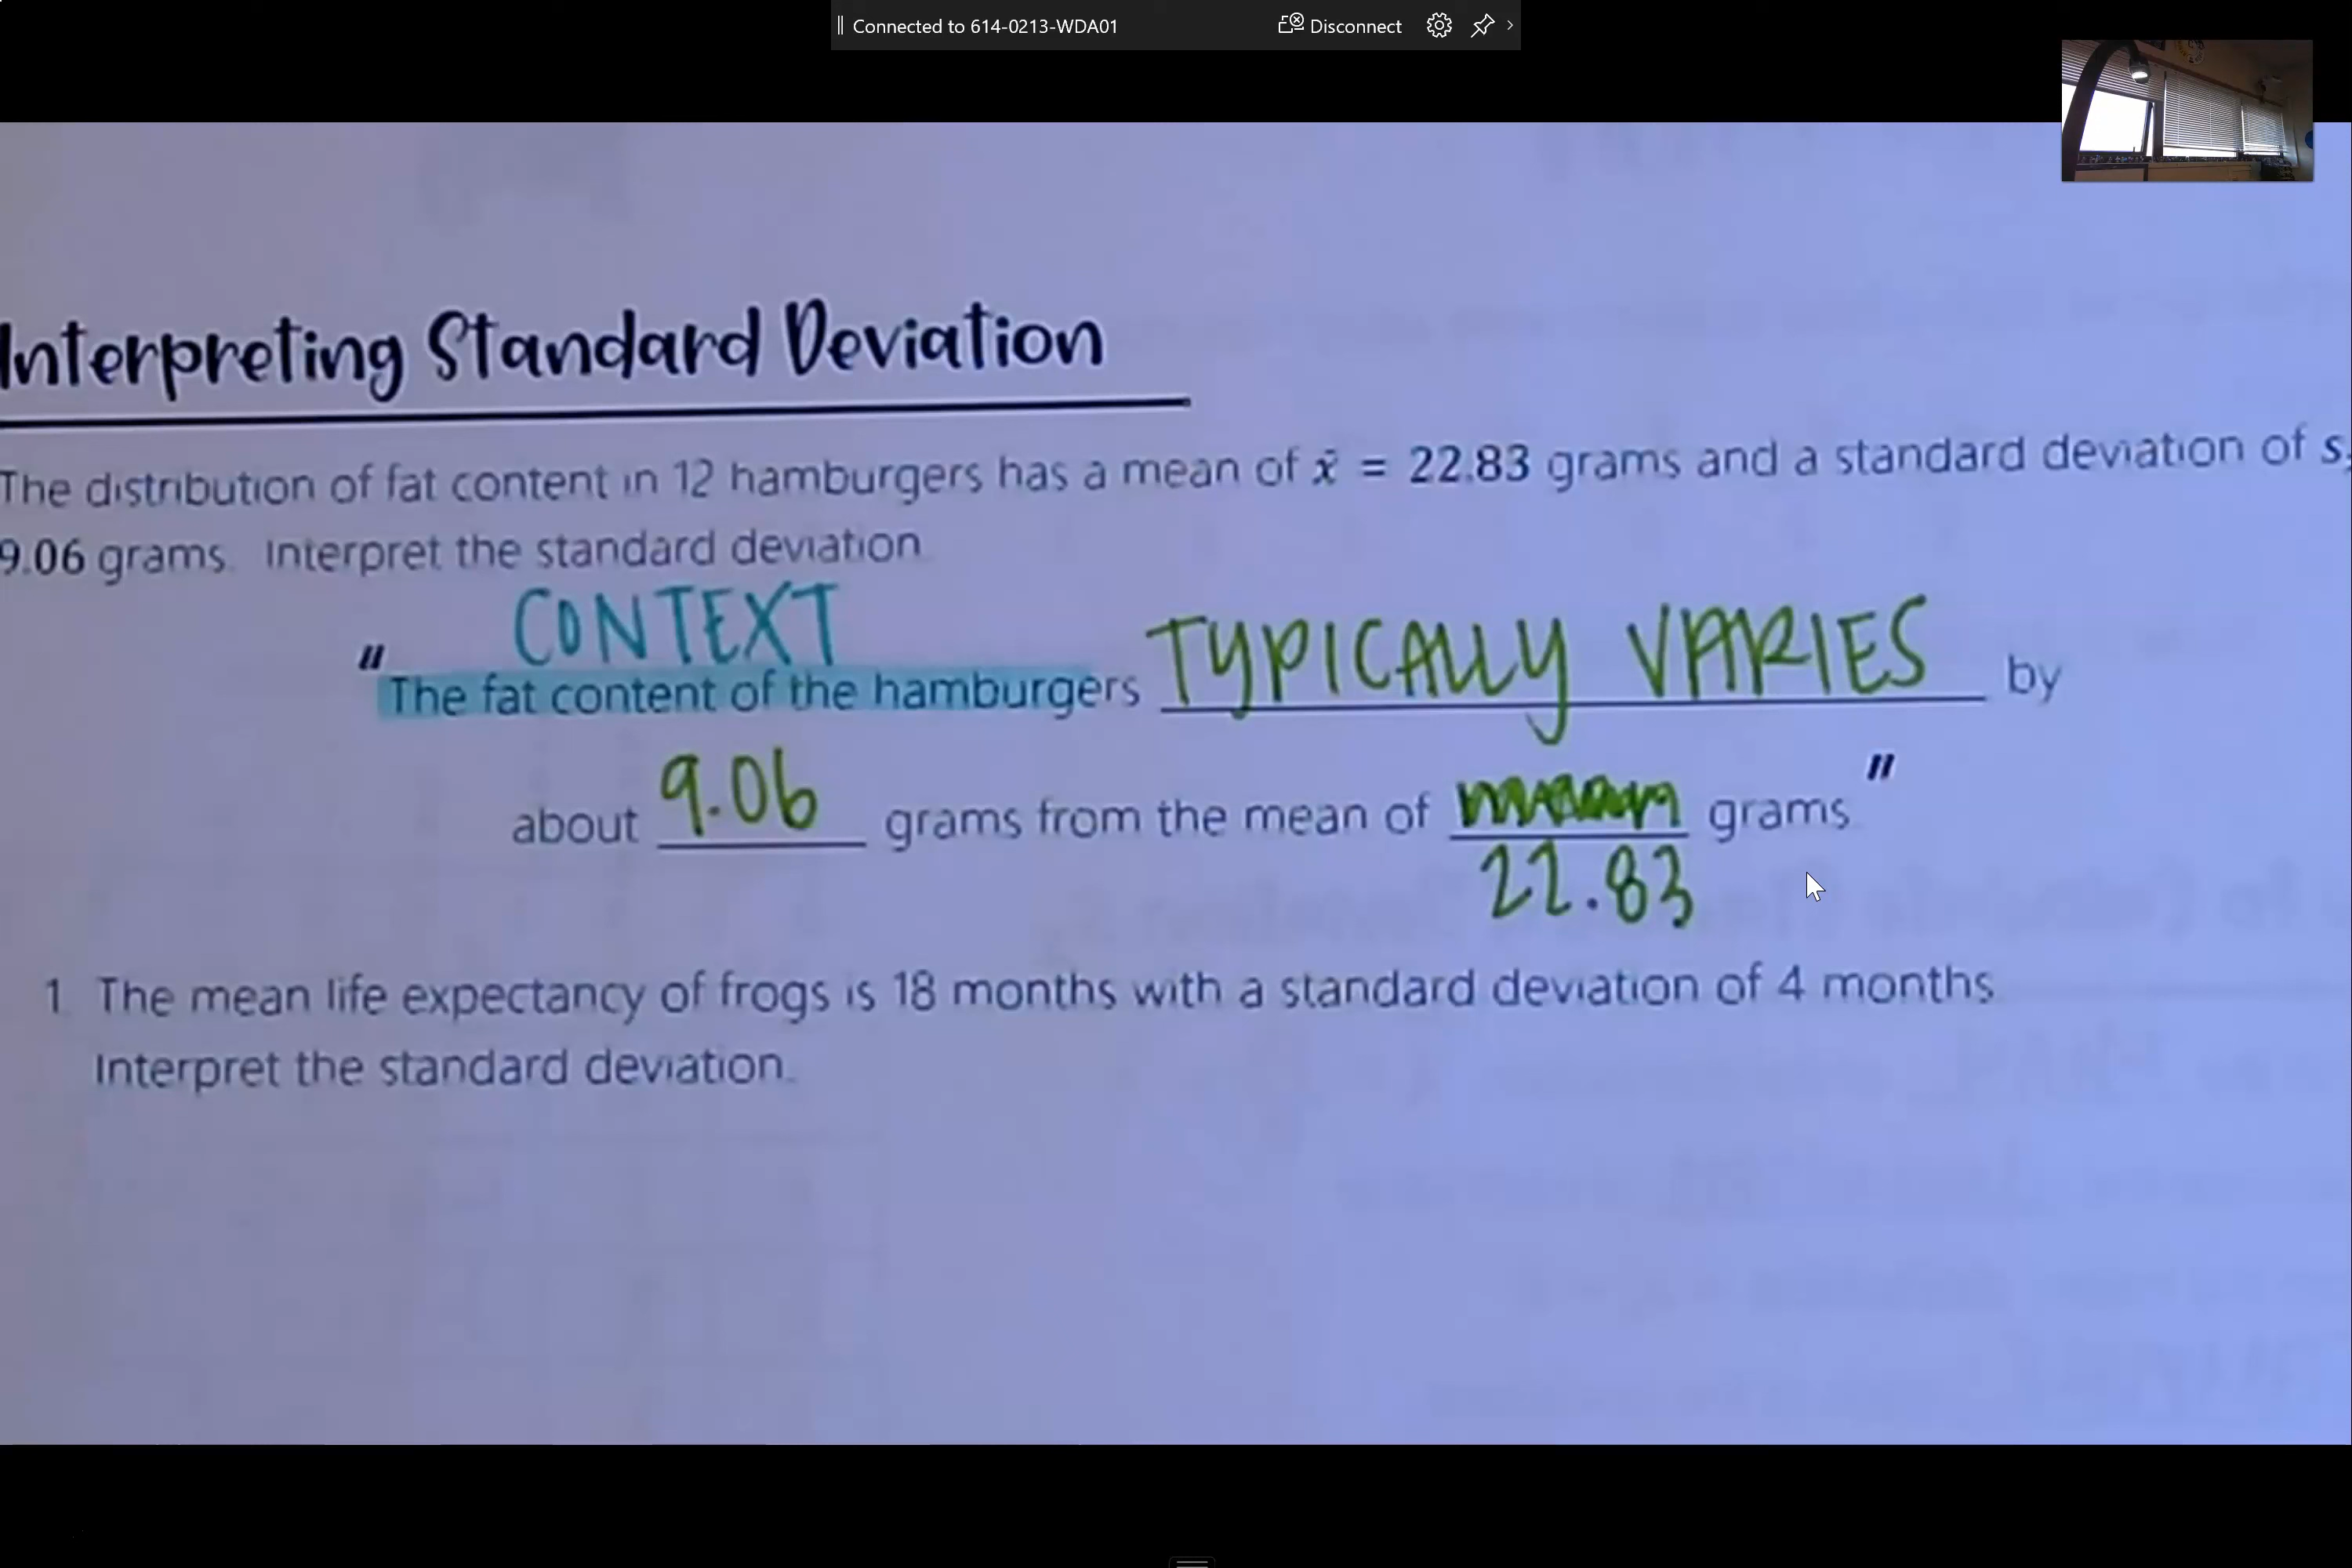 Connected to 614-0213-WDA01 Disconnect
Interpreting Standard Deviation
The distribution of fat content in 12 hamburgers has a mean of x̄ = 22.83 grams and a standard deviation of s
9.06 grams. Interpret the standard deviation.
CONTEXT
"The fat content of the hamburgers TYPICALLY VARIES by
about 9.06 grams from the mean of grams."
22.83
1. The mean life expectancy of frogs is 18 months with a standard deviation of 4 months.
Interpret the standard deviation.